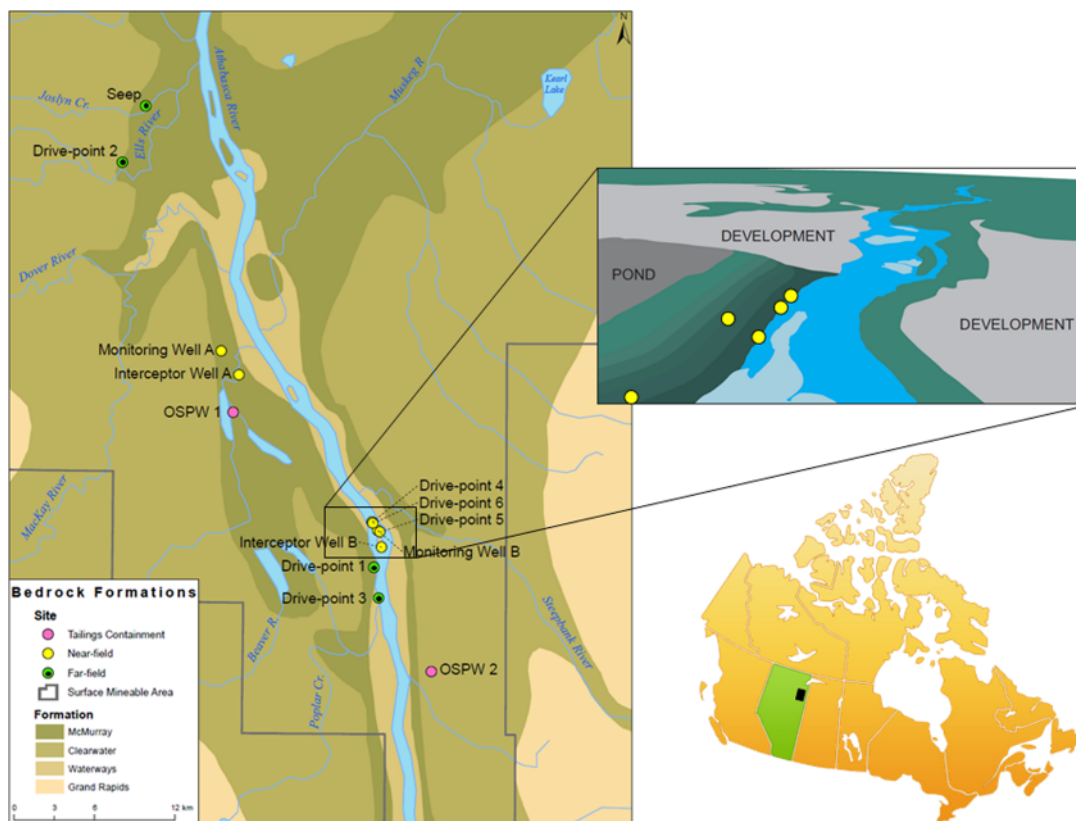 N
Athabasca River
Muskeg R.
Kearl
Lake
Seep
Joslyn Cr.
Ells River
Drive-point 2
Dover River
Monitoring Well A
Interceptor Well A
OSPW 1
MacKay River
Drive-point 4
Drive-point 6
Drive-point 5
Interceptor Well B
Monitoring Well B
Drive-point 1
Drive-point 3
Beaver R.
Poplar Cr.
Steepbank River
OSPW 2
Bedrock Formations
Site
Tailings Containment
Near-field
Far-field
Surface Mineable Area
Formation
McMurray
Clearwater
Waterways
Grand Rapids
0 3 6 12 km
DEVELOPMENT
POND
DEVELOPMENT